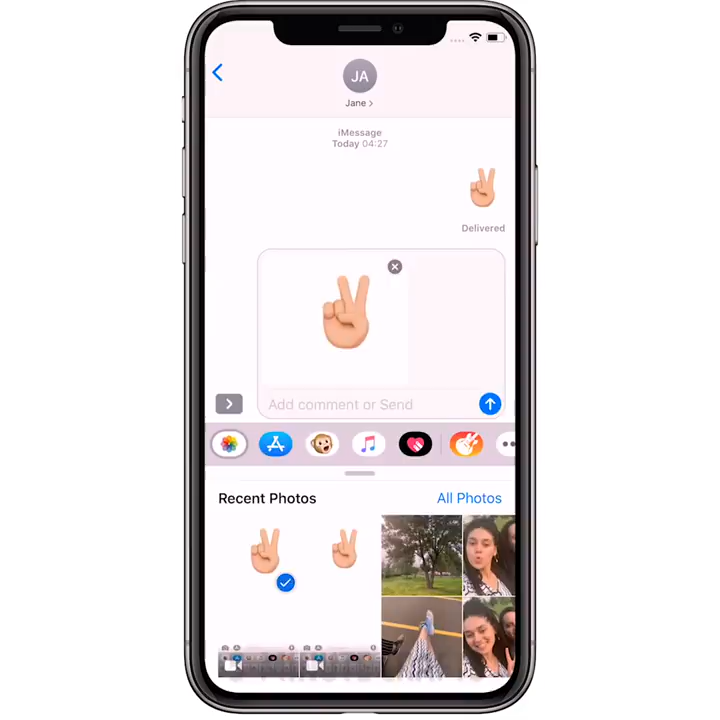 JA
Jane >
iMessage
Today 04:27
Delivered
Add comment or Send
Recent Photos
All Photos